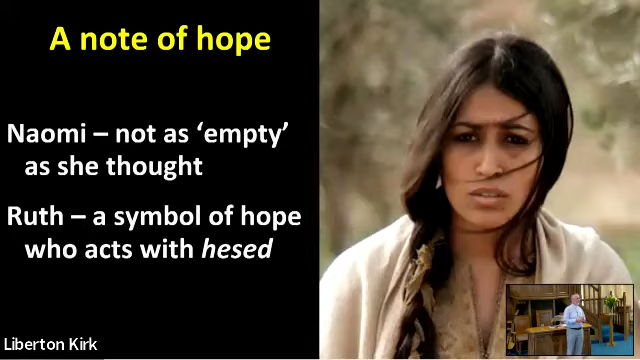 A note of hope
Naomi – not as ‘empty’
as she thought
Ruth – a symbol of hope
who acts with hesed
Liberton Kirk